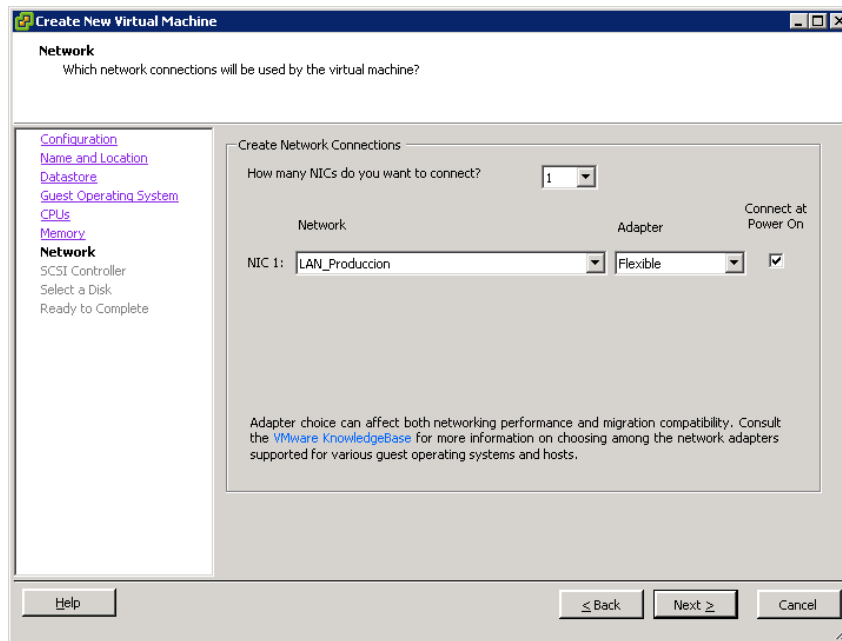 Create New Virtual Machine
Network
Which network connections will be used by the virtual machine?
Configuration
Name and Location
Datastore
Guest Operating System
CPUs
Memory
Network
SCSI Controller
Select a Disk
Ready to Complete
Create Network Connections
How many NICs do you want to connect? 1
Network Adapter Connect at
Power On
NIC 1: LAN_Produccion Flexible
Adapter choice can affect both networking performance and migration compatibility. Consult
the VMware KnowledgeBase for more information on choosing among the network adapters
supported for various guest operating systems and hosts.
Help < Back Next > Cancel